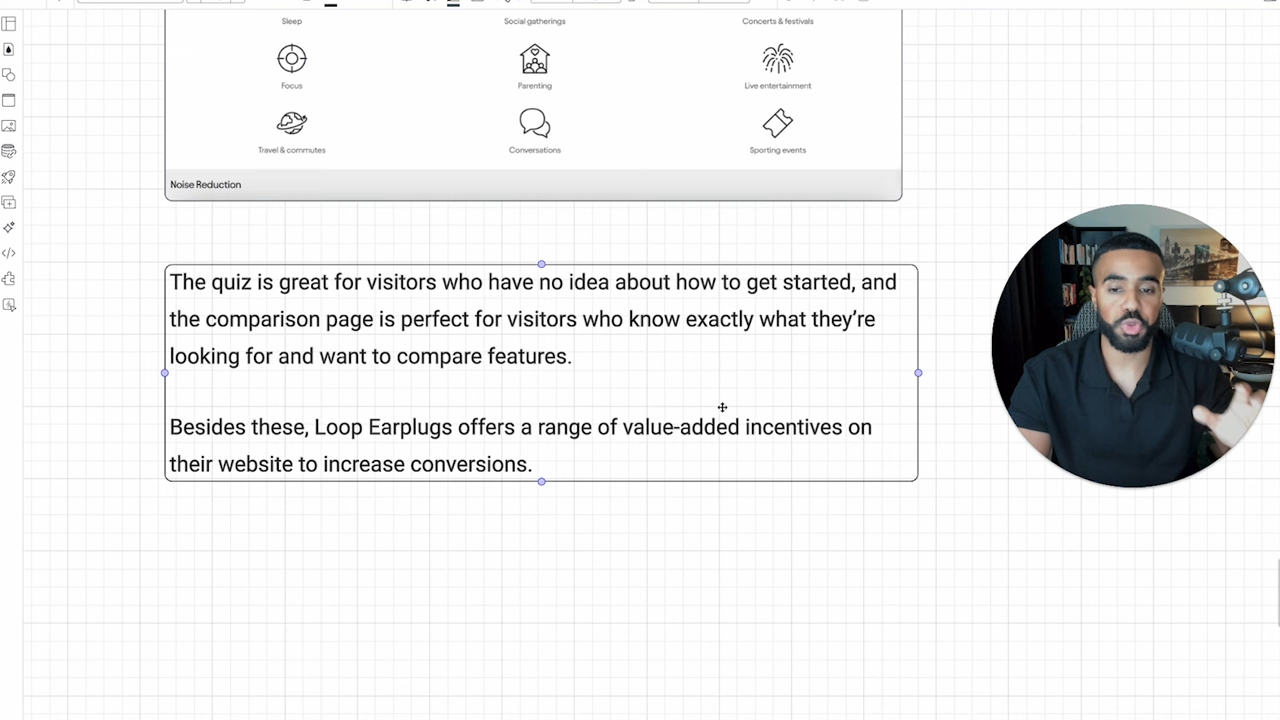 Sleep
Social gatherings
Concerts & festivals
Focus
Parenting
Live entertainment
Travel & commutes
Conversations
Sporting events
Noise Reduction
The quiz is great for visitors who have no idea about how to get started, and
the comparison page is perfect for visitors who know exactly what they’re
looking for and want to compare features.
Besides these, Loop Earplugs offers a range of value-added incentives on
their website to increase conversions.